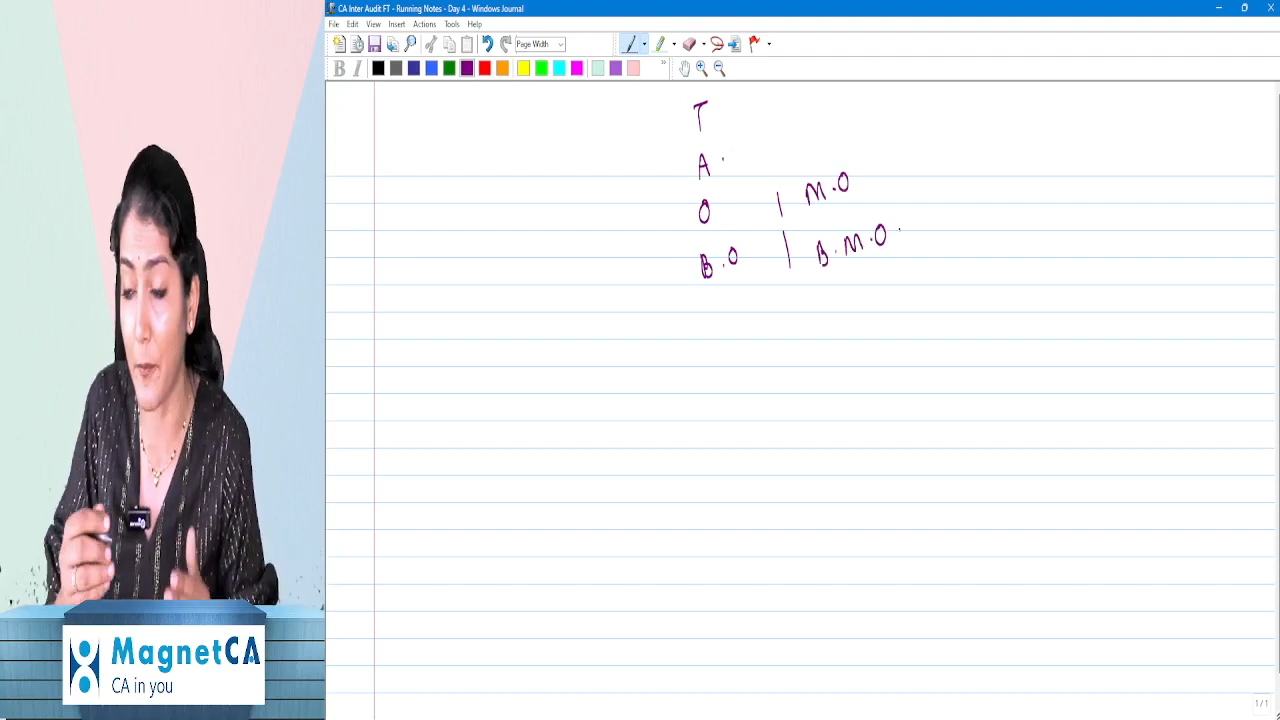 CA Inter Audit FT - Running Notes - Day 4 - Windows Journal
File Edit View Insert Actions Tools Help
Page Width
B I
T
A.
O / M.O
B.O / B.M.O.
MagnetCA
CA in you
1/1